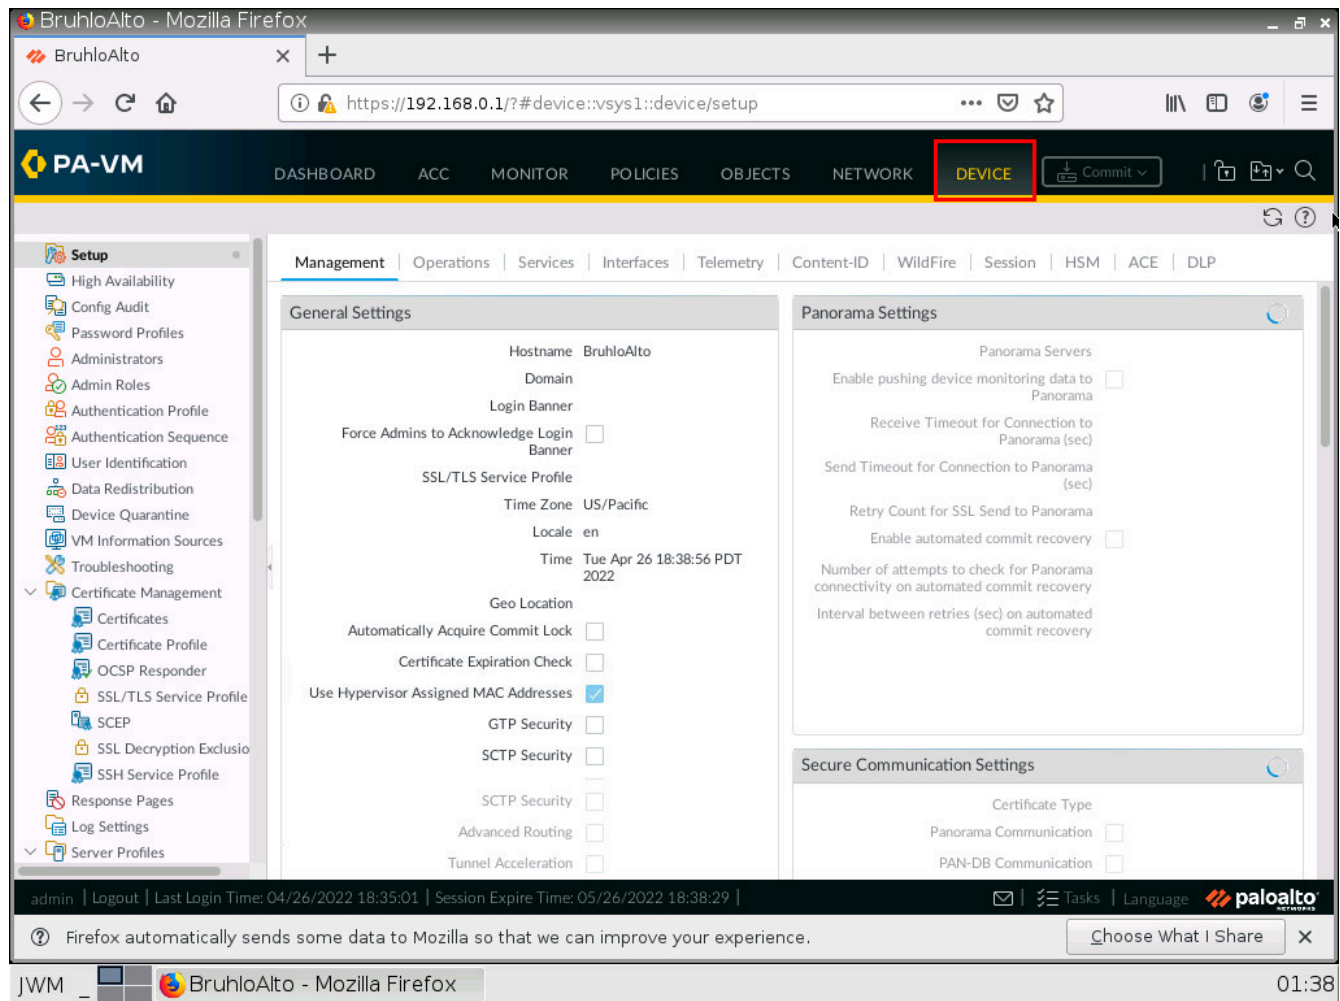 BruhloAlto - Mozilla Firefox
BruhloAlto
https://192.168.0.1/?#device::vsys1::device/setup
PA-VM
DASHBOARD ACC MONITOR POLICIES OBJECTS NETWORK DEVICE Commit
Setup
High Availability
Config Audit
Password Profiles
Administrators
Admin Roles
Authentication Profile
Authentication Sequence
User Identification
Data Redistribution
Device Quarantine
VM Information Sources
Troubleshooting
Certificate Management
Certificates
Certificate Profile
OCSP Responder
SSL/TLS Service Profile
SCEP
SSL Decryption Exclusio
SSH Service Profile
Response Pages
Log Settings
Server Profiles
Management | Operations | Services | Interfaces | Telemetry | Content-ID | WildFire | Session | HSM | ACE | DLP
General Settings
Hostname BruhloAlto
Domain
Login Banner
Force Admins to Acknowledge Login
Banner
SSL/TLS Service Profile
Time Zone US/Pacific
Locale en
Time Tue Apr 26 18:38:56 PDT
2022
Geo Location
Automatically Acquire Commit Lock
Certificate Expiration Check
Use Hypervisor Assigned MAC Addresses
GTP Security
SCTP Security
SCTP Security
Advanced Routing
Tunnel Acceleration
Panorama Settings
Panorama Servers
Enable pushing device monitoring data to
Panorama
Receive Timeout for Connection to
Panorama (sec)
Send Timeout for Connection to Panorama
(sec)
Retry Count for SSL Send to Panorama
Enable automated commit recovery
Number of attempts to check for Panorama
connectivity on automated commit recovery
Interval between retries (sec) on automated
commit recovery
Secure Communication Settings
Certificate Type
Panorama Communication
PAN-DB Communication
admin | Logout | Last Login Time: 04/26/2022 18:35:01 | Session Expire Time: 05/26/2022 18:38:29 |
Tasks | Language paloalto
NETWORKS
Firefox automatically sends some data to Mozilla so that we can improve your experience.
Choose What I Share
JWM _ BruhloAlto - Mozilla Firefox 01:38